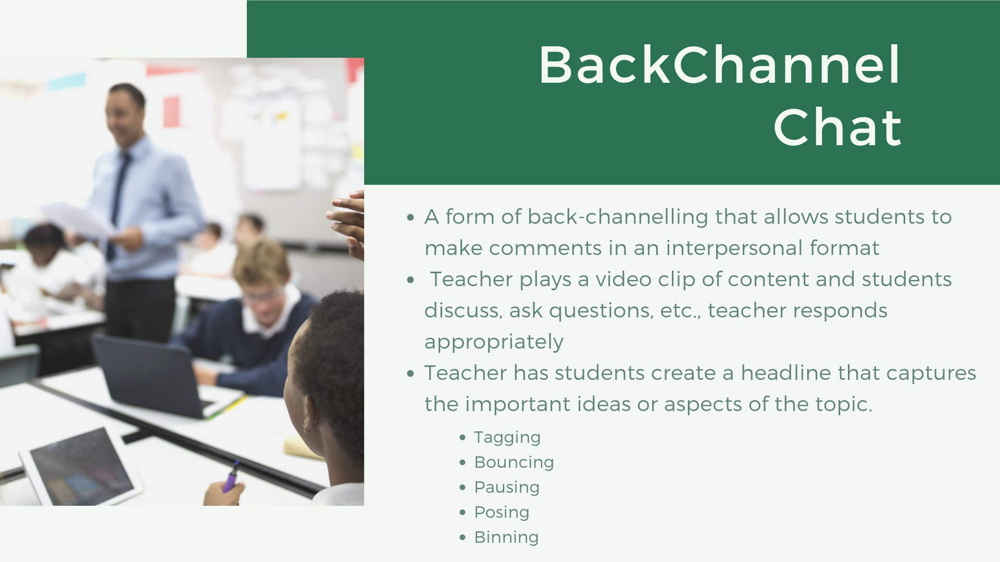 BackChannel
Chat
• A form of back-channelling that allows students to
make comments in an interpersonal format
• Teacher plays a video clip of content and students
discuss, ask questions, etc., teacher responds
appropriately
• Teacher has students create a headline that captures
the important ideas or aspects of the topic.
• Tagging
• Bouncing
• Pausing
• Posing
• Binning